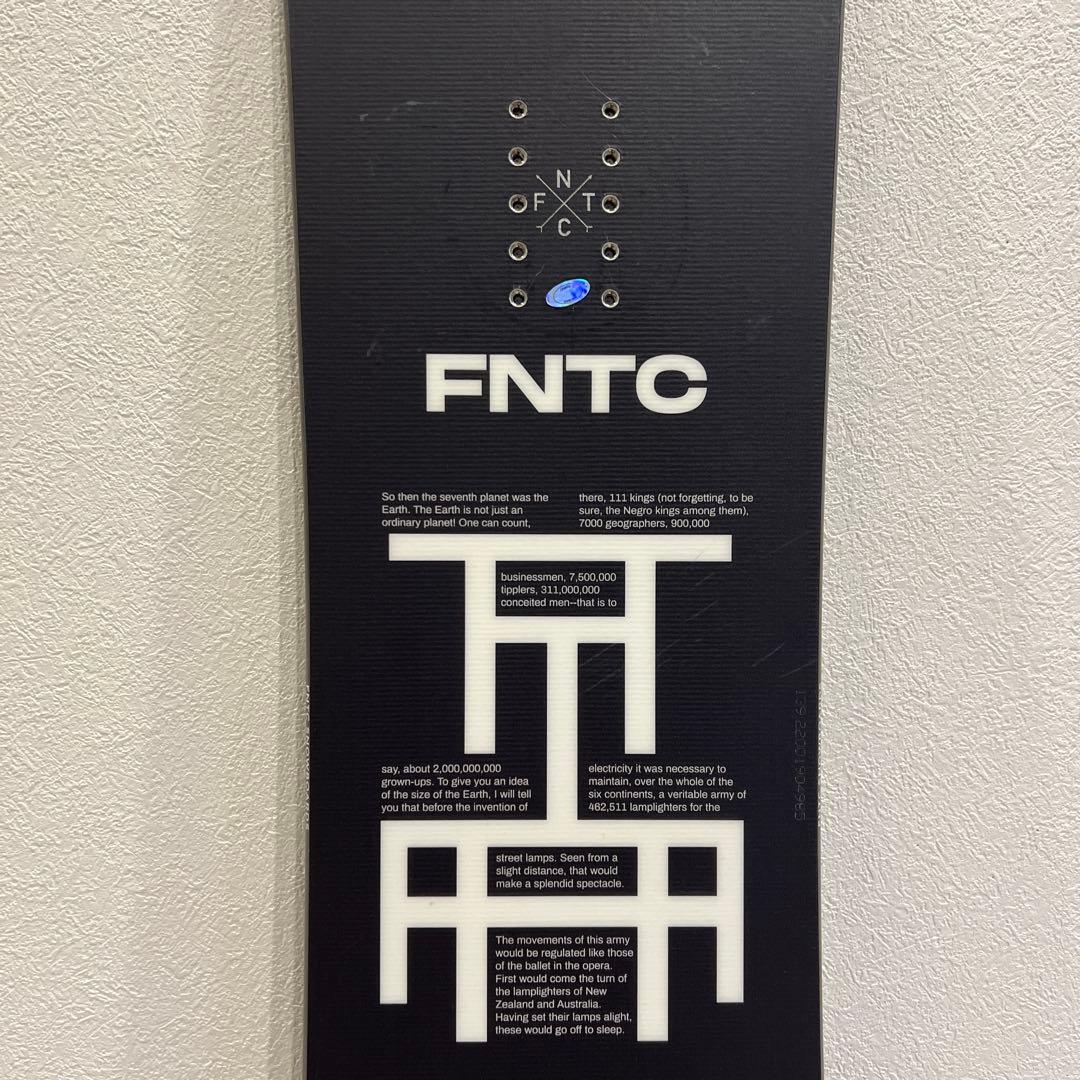 N
F T
C
FNTC
So then the seventh planet was the
Earth. The Earth is not just an
ordinary planet! One can count,
there, 111 kings (not forgetting, to be
sure, the Negro kings among them),
7000 geographers, 900,000
businessmen, 7,500,000
tipplers, 311,000,000
conceited men--that is to
say, about 2,000,000,000
grown-ups. To give you an idea
of the size of the Earth, I will tell
you that before the invention of
electricity it was necessary to
maintain, over the whole of the
six continents, a veritable army of
462,511 lamplighters for the
street lamps. Seen from a
slight distance, that would
make a splendid spectacle.
The movements of this army
would be regulated like those
of the ballet in the opera.
First would come the turn of
the lamplighters of New
Zealand and Australia.
Having set their lamps alight,
these would go off to sleep.